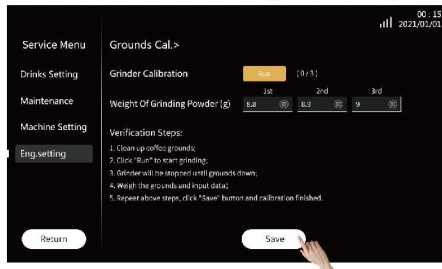 00 : 15
2021/01/01
Service Menu
Grounds Cal.>
Drinks Setting
Grinder Calibration
Run
(0/3)
1st 2nd 3rd
Maintenance
Weight Of Grinding Powder (g)
8.8 8.9 9
Machine Setting
Verification Steps:
Eng.setting
1. Clean up coffee grounds;
2. Click "Run" to start grinding;
3. Grinder will be stopped until grounds down;
4. Weigh the grounds and input data;
5. Repeat above steps, click "Save" button and calibration finished.
Return
Save